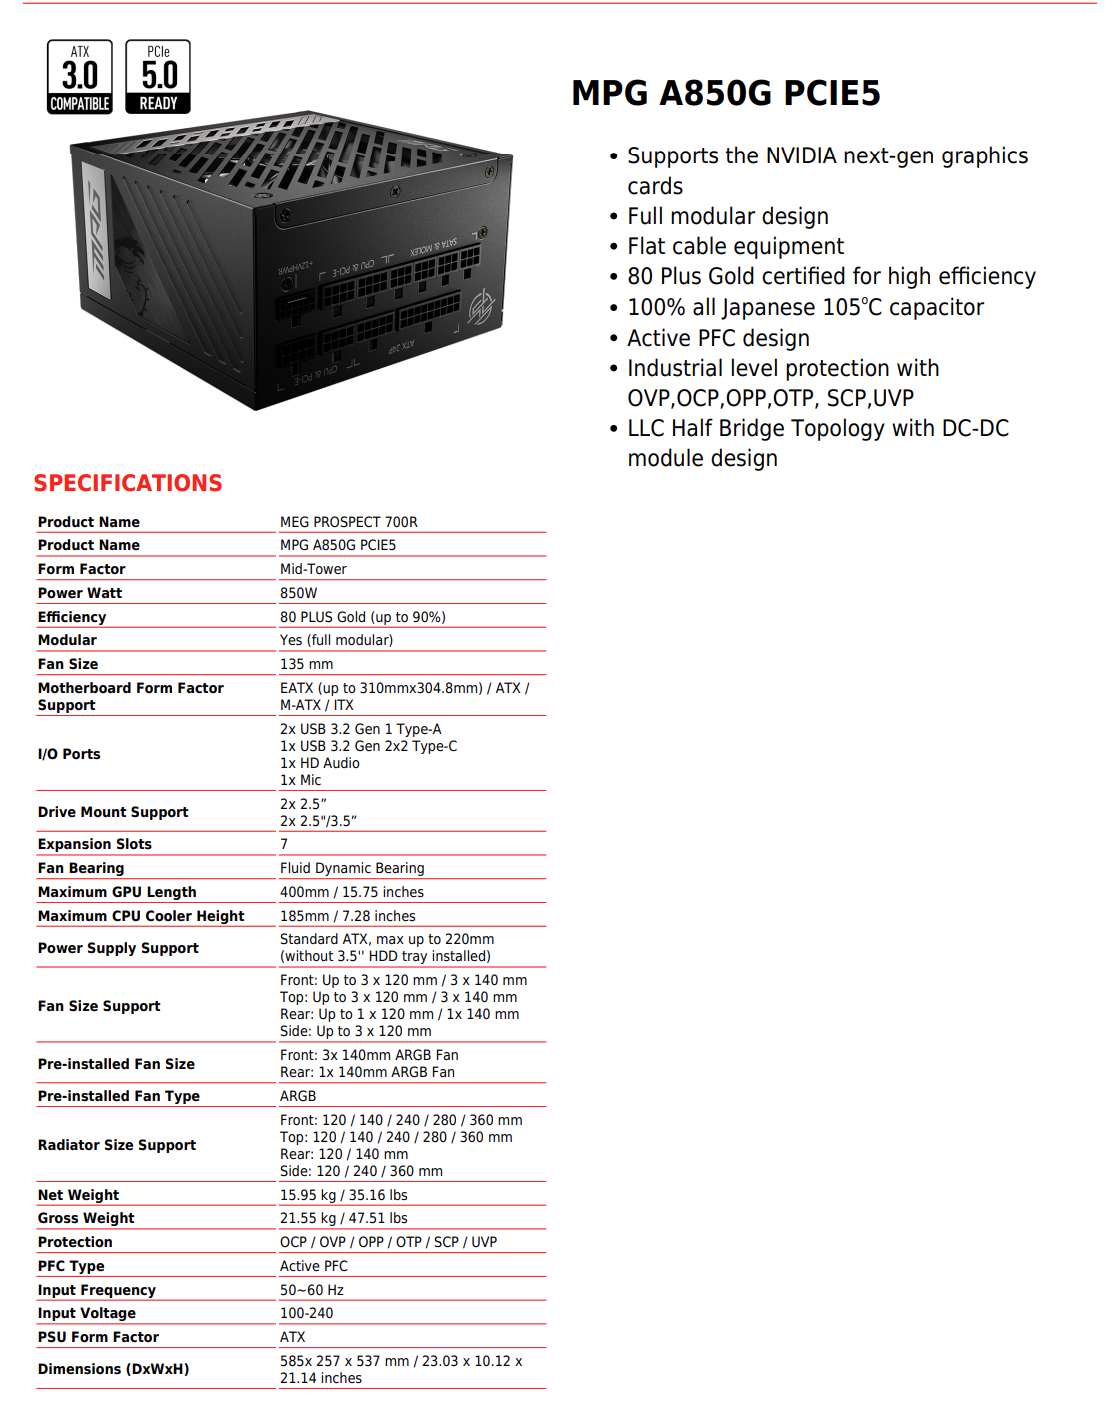 ATX
3.0
COMPATIBLE
PCIe
5.0
READY
MPG
+12VHPWR
CPU & PCI-E
SATA & MOLEX
CPU & PCI-E
ATX 24P
MPG A850G PCIE5
• Supports the NVIDIA next-gen graphics
cards
• Full modular design
• Flat cable equipment
• 80 Plus Gold certified for high efficiency
• 100% all Japanese 105°C capacitor
• Active PFC design
• Industrial level protection with
OVP,OCP,OPP,OTP, SCP,UVP
• LLC Half Bridge Topology with DC-DC
module design
SPECIFICATIONS
Product Name MEG PROSPECT 700R
Product Name MPG A850G PCIE5
Form Factor Mid-Tower
Power Watt 850W
Efficiency 80 PLUS Gold (up to 90%)
Modular Yes (full modular)
Fan Size 135 mm
Motherboard Form Factor
Support
EATX (up to 310mmx304.8mm) / ATX /
M-ATX / ITX
I/O Ports
2x USB 3.2 Gen 1 Type-A
1x USB 3.2 Gen 2x2 Type-C
1x HD Audio
1x Mic
Drive Mount Support
2x 2.5”
2x 2.5"/3.5”
Expansion Slots 7
Fan Bearing Fluid Dynamic Bearing
Maximum GPU Length 400mm / 15.75 inches
Maximum CPU Cooler Height 185mm / 7.28 inches
Power Supply Support
Standard ATX, max up to 220mm
(without 3.5'' HDD tray installed)
Fan Size Support
Front: Up to 3 x 120 mm / 3 x 140 mm
Top: Up to 3 x 120 mm / 3 x 140 mm
Rear: Up to 1 x 120 mm / 1x 140 mm
Side: Up to 3 x 120 mm
Pre-installed Fan Size
Front: 3x 140mm ARGB Fan
Rear: 1x 140mm ARGB Fan
Pre-installed Fan Type ARGB
Radiator Size Support
Front: 120 / 140 / 240 / 280 / 360 mm
Top: 120 / 140 / 240 / 280 / 360 mm
Rear: 120 / 140 mm
Side: 120 / 240 / 360 mm
Net Weight 15.95 kg / 35.16 lbs
Gross Weight 21.55 kg / 47.51 lbs
Protection OCP / OVP / OPP / OTP / SCP / UVP
PFC Type Active PFC
Input Frequency 50~60 Hz
Input Voltage 100-240
PSU Form Factor ATX
Dimensions (DxWxH)
585x 257 x 537 mm / 23.03 x 10.12 x
21.14 inches